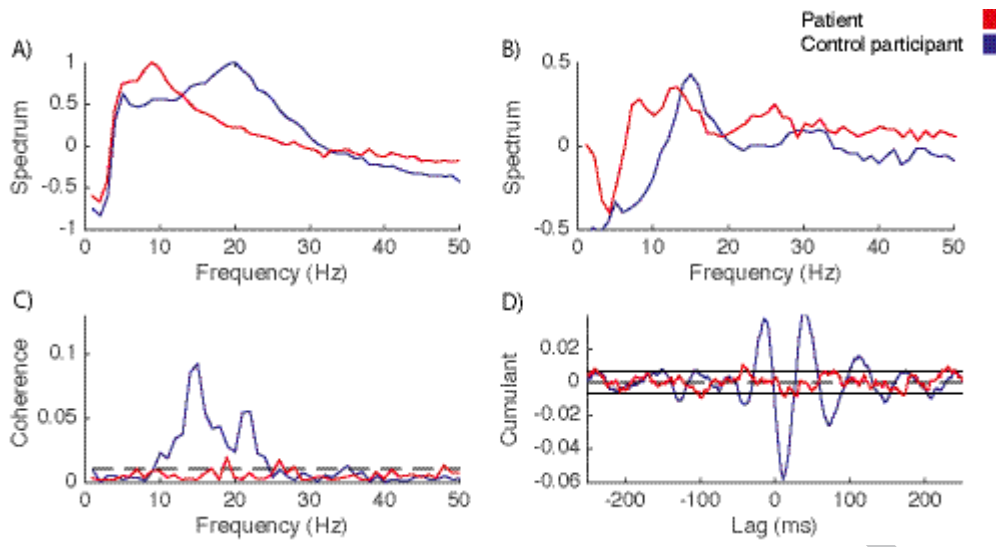 Patient
Control participant
A)
1
0.5
0
-0.5
-1
Spectrum
0 10 20 30 40 50
Frequency (Hz)
B)
0.5
0
-0.5
Spectrum
0 10 20 30 40 50
Frequency (Hz)
C)
0.1
0.05
0
Coherence
0 10 20 30 40 50
Frequency (Hz)
D)
0.02
0
-0.02
-0.04
-0.06
Cumulant
-200 -100 0 100 200
Lag (ms)